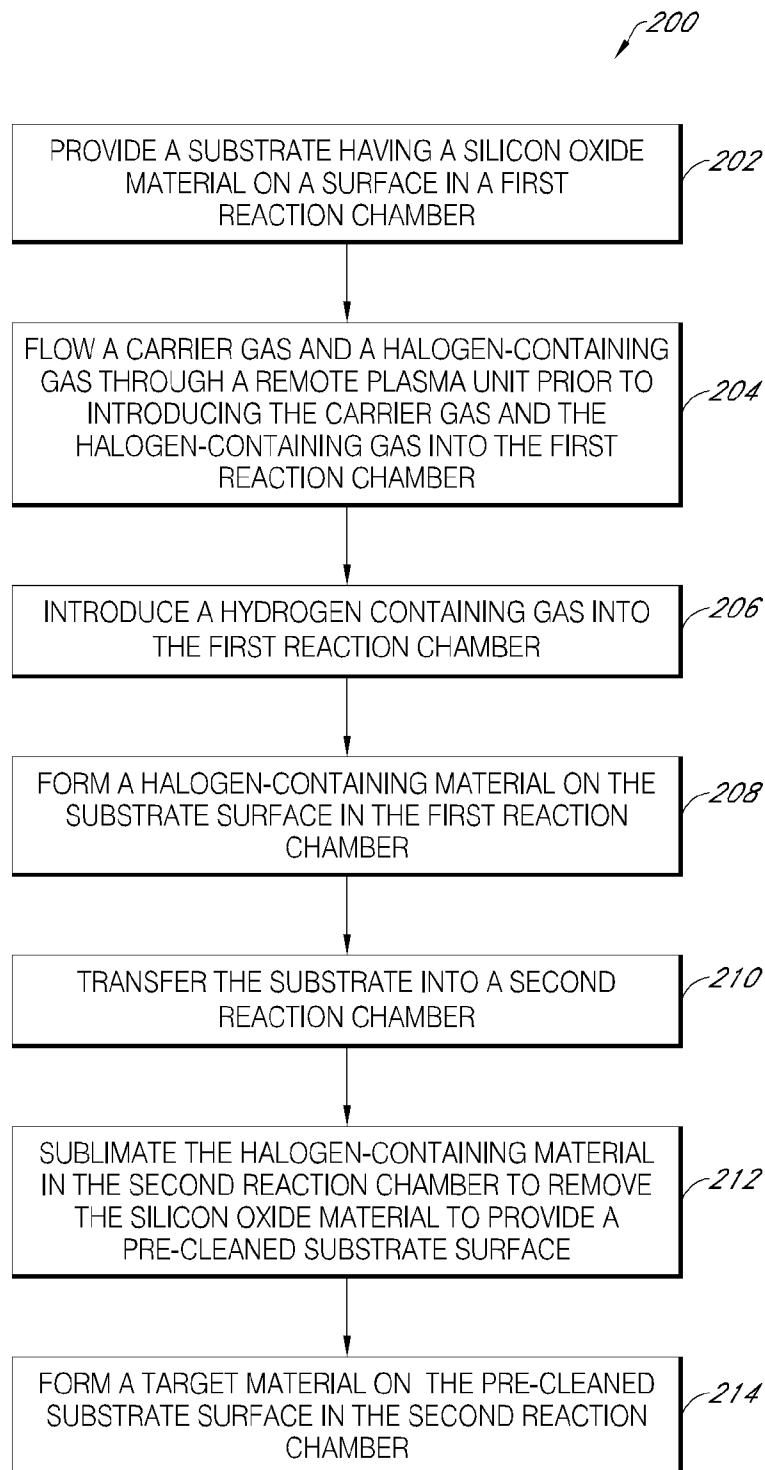 200
PROVIDE A SUBSTRATE HAVING A SILICON OXIDE
MATERIAL ON A SURFACE IN A FIRST
REACTION CHAMBER
202
FLOW A CARRIER GAS AND A HALOGEN-CONTAINING
GAS THROUGH A REMOTE PLASMA UNIT PRIOR TO
INTRODUCING THE CARRIER GAS AND THE
HALOGEN-CONTAINING GAS INTO THE FIRST
REACTION CHAMBER
204
INTRODUCE A HYDROGEN CONTAINING GAS INTO
THE FIRST REACTION CHAMBER
206
FORM A HALOGEN-CONTAINING MATERIAL ON THE
SUBSTRATE SURFACE IN THE FIRST REACTION
CHAMBER
208
TRANSFER THE SUBSTRATE INTO A SECOND
REACTION CHAMBER
210
SUBLIMATE THE HALOGEN-CONTAINING MATERIAL
IN THE SECOND REACTION CHAMBER TO REMOVE
THE SILICON OXIDE MATERIAL TO PROVIDE A
PRE-CLEANED SUBSTRATE SURFACE
212
FORM A TARGET MATERIAL ON THE PRE-CLEANED
SUBSTRATE SURFACE IN THE SECOND REACTION
CHAMBER
214